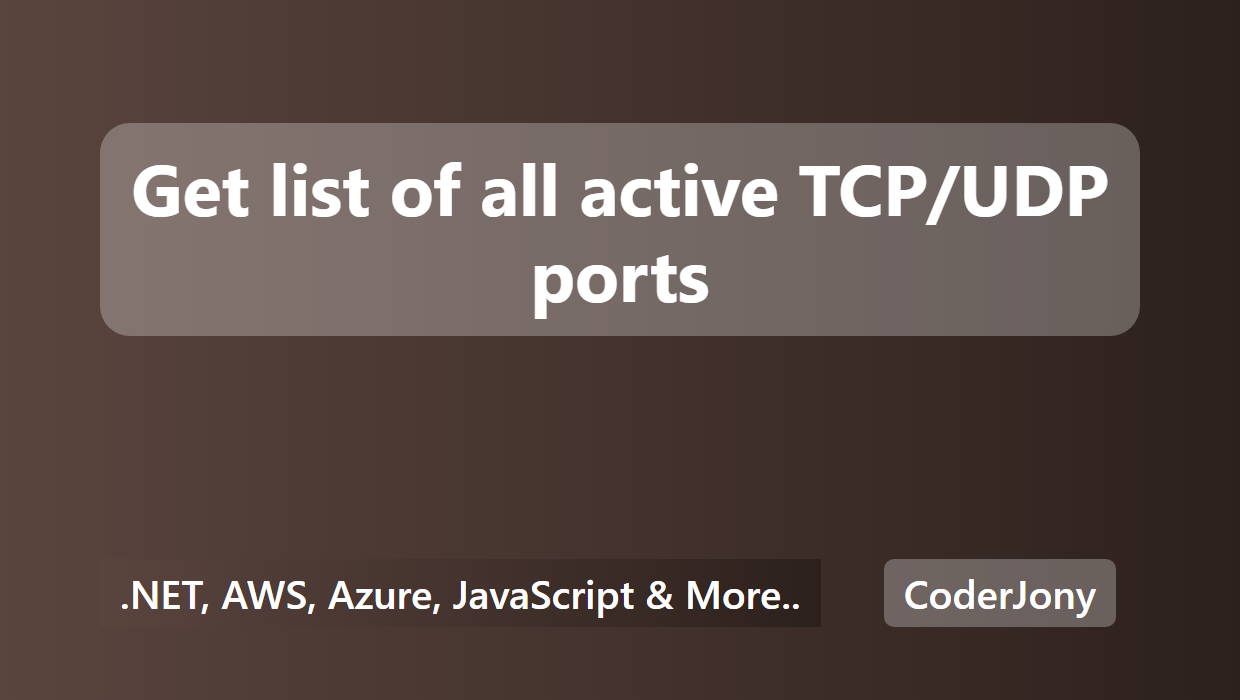 Get list of all active TCP/UDP
ports
.NET, AWS, Azure, JavaScript & More..
CoderJony